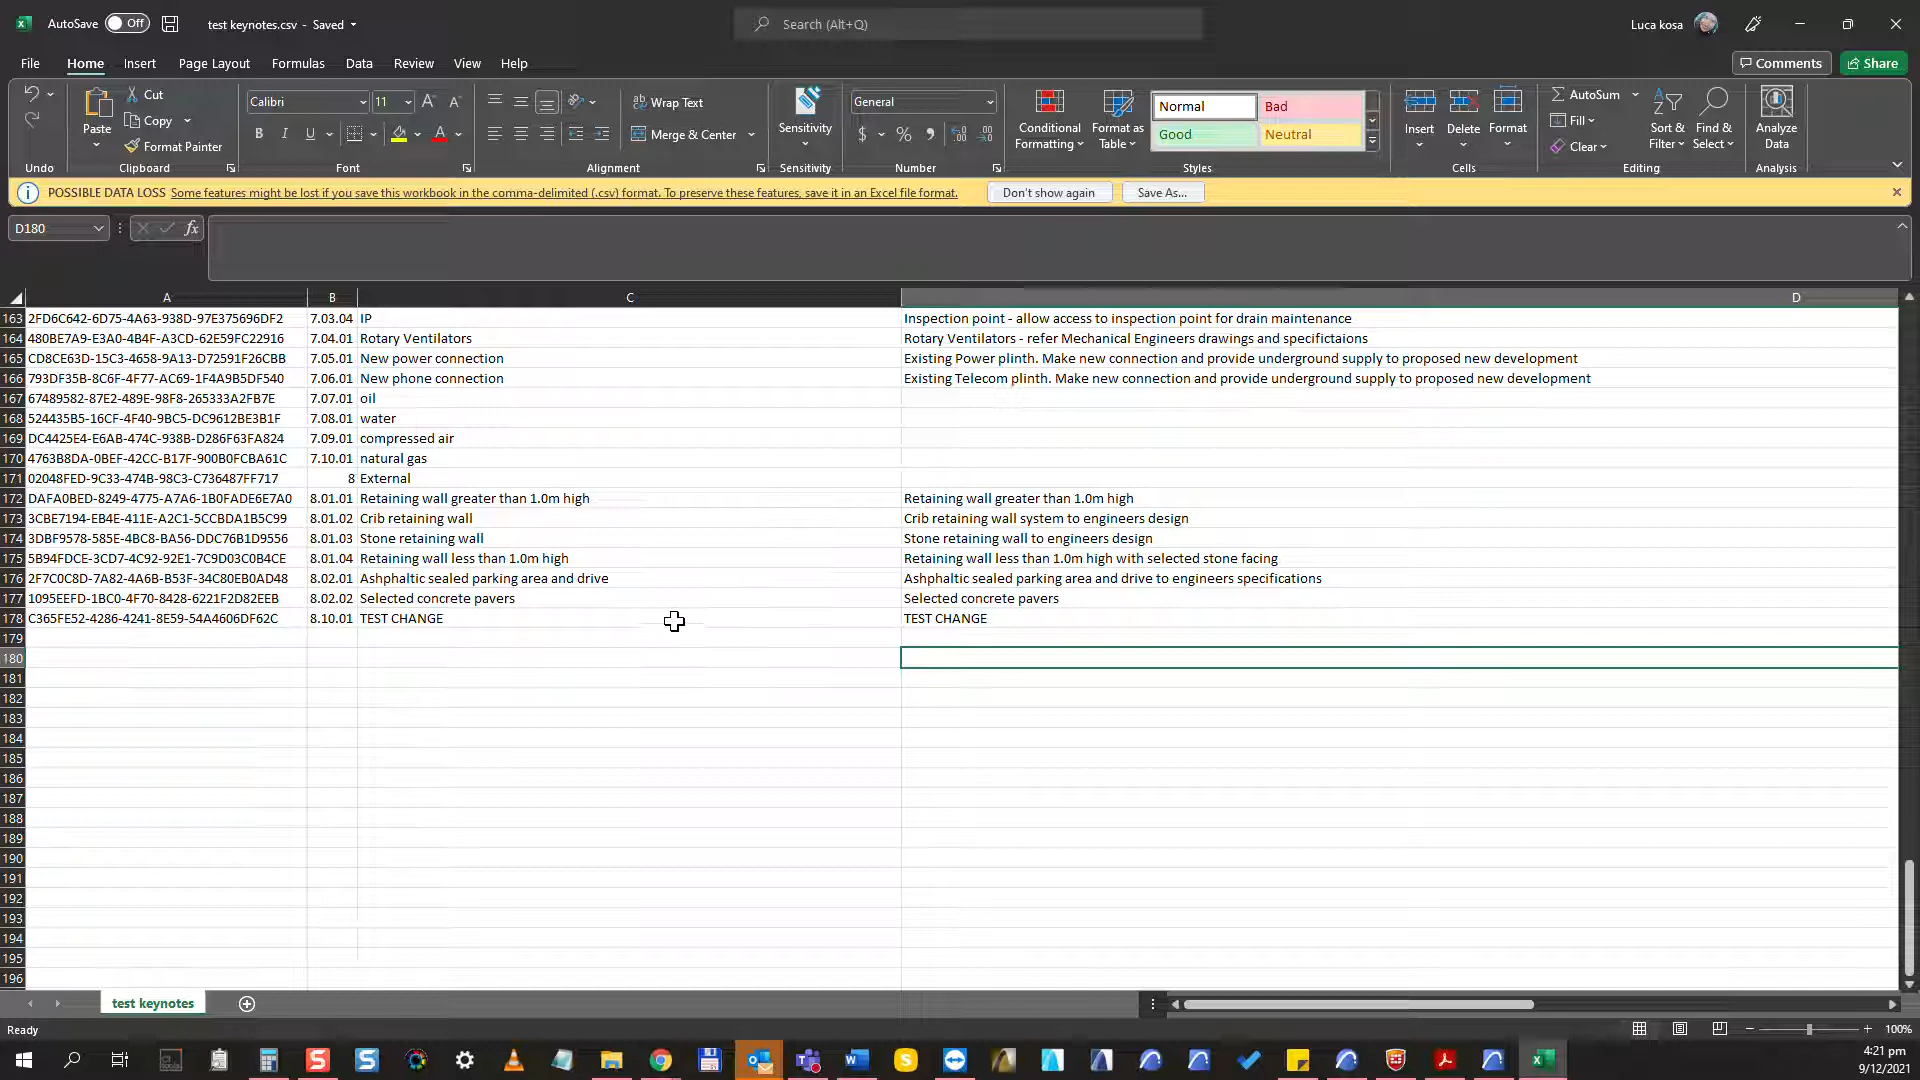 AutoSave Off test keynotes.csv - Saved Search (Alt+Q) Luca kosa
File Home Insert Page Layout Formulas Data Review View Help Comments Share
Cut
Copy
Format Painter
Paste
Calibri 11
B I U A
Wrap Text
Merge & Center
Sensitivity
General
$ %
Conditional Formatting
Format as Table
Normal Bad
Good Neutral
Insert Delete Format
AutoSum
Fill
Clear
Sort & Filter
Find & Select
Analyze Data
Undo Clipboard Font Alignment Sensitivity Number Styles Cells Editing Analysis
POSSIBLE DATA LOSS Some features might be lost if you save this workbook in the comma-delimited (.csv) format. To preserve these features, save it in an Excel file format. Don't show again Save As...
D180 fx
A B C D
163 2FD6C642-6D75-4A63-938D-97E375696DF2 7.03.04 IP Inspection point - allow access to inspection point for drain maintenance
164 480BE7A9-E3A0-4B4F-A3CD-62E59FC22916 7.04.01 Rotary Ventilators Rotary Ventilators - refer Mechanical Engineers drawings and specifictaions
165 CD8CE63D-15C3-4658-9A13-D72591F26CBB 7.05.01 New power connection Existing Power plinth. Make new connection and provide underground supply to proposed new development
166 793DF35B-8C6F-4F77-AC69-1F4A9B5DF540 7.06.01 New phone connection Existing Telecom plinth. Make new connection and provide underground supply to proposed new development
167 67489582-87E2-489E-98F8-265333A2FB7E 7.07.01 oil
168 524435B5-16CF-4F40-9BC5-DC9612BE3B1F 7.08.01 water
169 DC4425E4-E6AB-474C-938B-D286F63FA824 7.09.01 compressed air
170 4763B8DA-0BEF-42CC-B17F-900B0FCBA61C 7.10.01 natural gas
171 02048FED-9C33-474B-98C3-C736487FF717 8 External
172 DAFA0BED-8249-4775-A7A6-1B0FADE6E7A0 8.01.01 Retaining wall greater than 1.0m high Retaining wall greater than 1.0m high
173 3CBE7194-EB4E-411E-A2C1-5CCBDA1B5C99 8.01.02 Crib retaining wall Crib retaining wall system to engineers design
174 3DBF9578-585E-4BC8-BA56-DDC76B1D9556 8.01.03 Stone retaining wall Stone retaining wall to engineers design
175 5B94FDCE-3CD7-4C92-92E1-7C9D03C0B4CE 8.01.04 Retaining wall less than 1.0m high Retaining wall less than 1.0m high with selected stone facing
176 2F7C0C8D-7A82-4A6B-B53F-34C80EB0AD48 8.02.01 Ashphaltic sealed parking area and drive Ashphaltic sealed parking area and drive to engineers specifications
177 1095EEFD-1BC0-4F70-8428-6221F2D82EEB 8.02.02 Selected concrete pavers Selected concrete pavers
178 C365FE52-4286-4241-8E59-54A4606DF62C 8.10.01 TEST CHANGE TEST CHANGE
179
180
181
182
183
184
185
186
187
188
189
190
191
192
193
194
195
196
test keynotes
Ready 100%
4:21 pm
9/12/2021